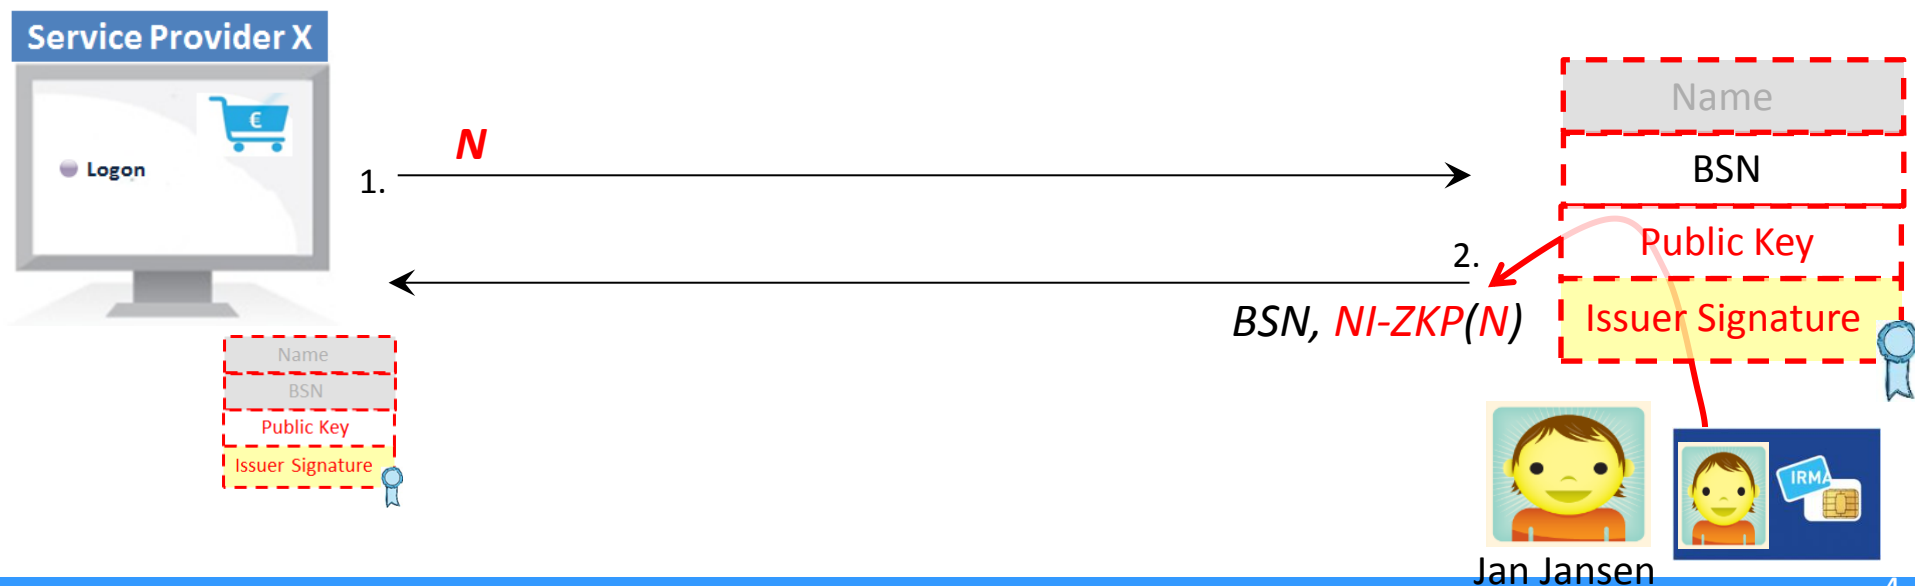 Service Provider X
€
Logon
1.
N
2.
BSN, NI-ZKP(N)
Name
BSN
Public Key
Issuer Signature
Name
BSN
Public Key
Issuer Signature
IRMA
Jan Jansen
4